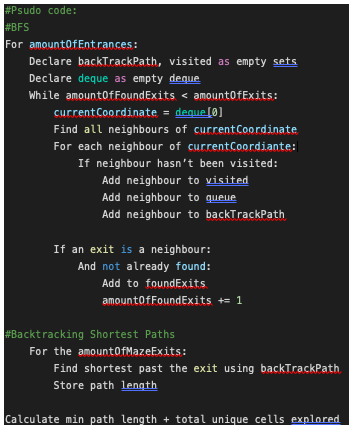 #Psudo code:
#BFS
For amountOfEntrances:
Declare backTrackPath, visited as empty sets
Declare deque as empty deque
While amountOfFoundExits < amountOfExits:
currentCoordinate = deque[0]
Find all neighbours of currentCoordinate
For each neighbour of currentCoordiante:
If neighbour hasn't been visited:
Add neighbour to visited
Add neighbour to queue
Add neighbour to backTrackPath
If an exit is a neighbour:
And not already found:
Add to foundExits
amountOfFoundExits += 1
#Backtracking Shortest Paths
For the amountOfMazeExits:
Find shortest past the exit using backTrackPath
Store path length
Calculate min path length + total unique cells explored